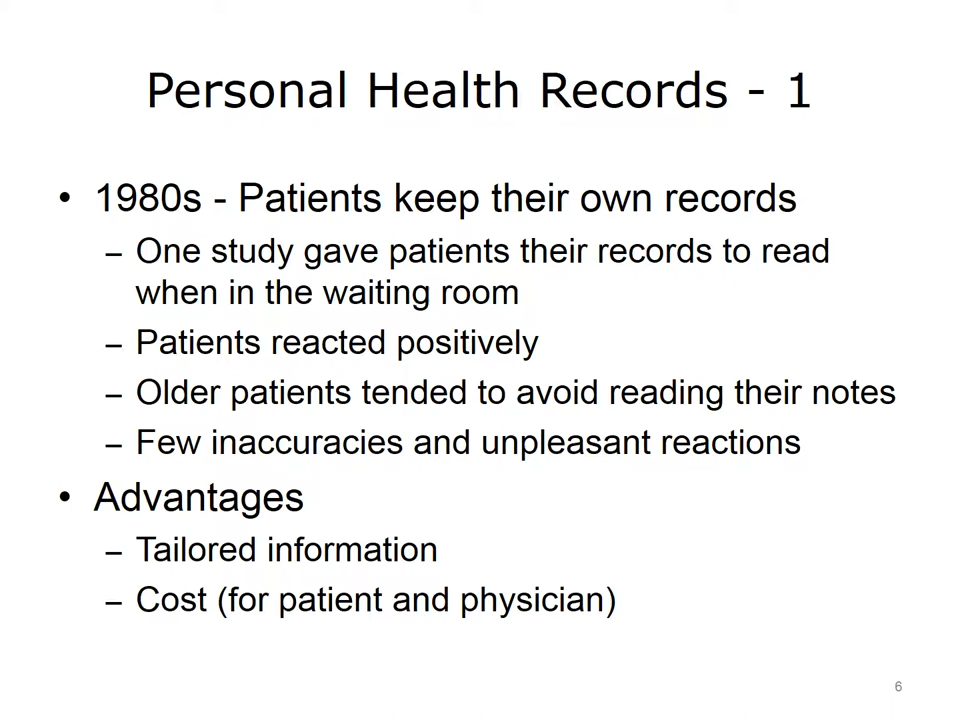 Personal Health Records - 1
• 1980s - Patients keep their own records
– One study gave patients their records to read
when in the waiting room
– Patients reacted positively
– Older patients tended to avoid reading their notes
– Few inaccuracies and unpleasant reactions
• Advantages
– Tailored information
– Cost (for patient and physician)
6